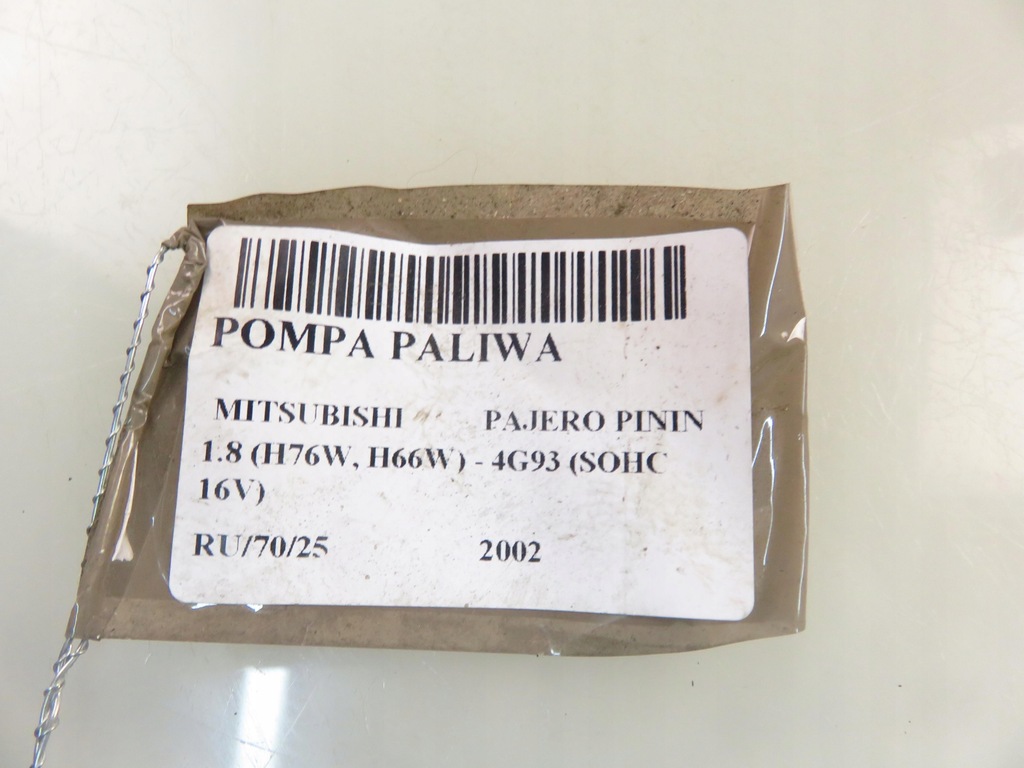 POMPA PALIWA
MITSUBISHI PAJERO PININ
1.8 (H76W, H66W) - 4G93 (SOHC
16V)
RU/70/25 2002